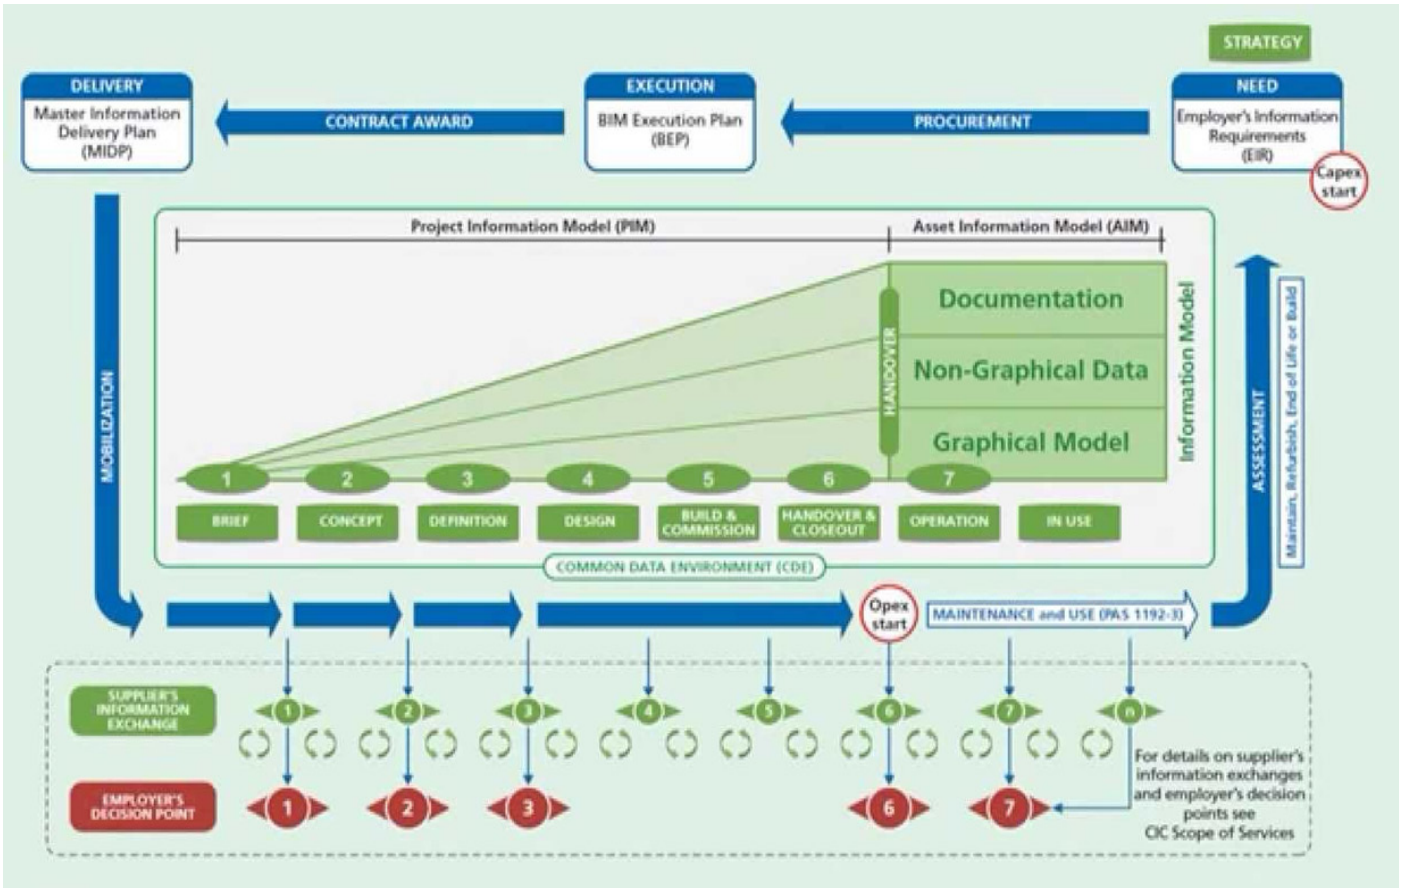 STRATEGY
DELIVERY
Master Information
Delivery Plan
(MIDP)
CONTRACT AWARD
EXECUTION
BIM Execution Plan
(BEP)
PROCUREMENT
NEED
Employer's Information
Requirements
(EIR)
Capex
start
Project Information Model (PIM)
Asset Information Model (AIM)
MOBILIZATION
HANDOVER
Documentation
Non-Graphical Data
Graphical Model
Information Model
ASSESSMENT
Maintain, Refurbish, End of Life or Build
1
2
3
4
5
6
7
BRIEF
CONCEPT
DEFINITION
DESIGN
BUILD &
COMMISSION
HANDOVER &
CLOSEOUT
OPERATION
IN USE
COMMON DATA ENVIRONMENT (CDE)
Opex
start
MAINTENANCE and USE (PAS 1192-3)
SUPPLIER'S
INFORMATION
EXCHANGE
1
2
3
4
5
6
7
n
EMPLOYER'S
DECISION POINT
1
2
3
6
7
For details on supplier's
information exchanges
and employer's decision
points see
CIC Scope of Services